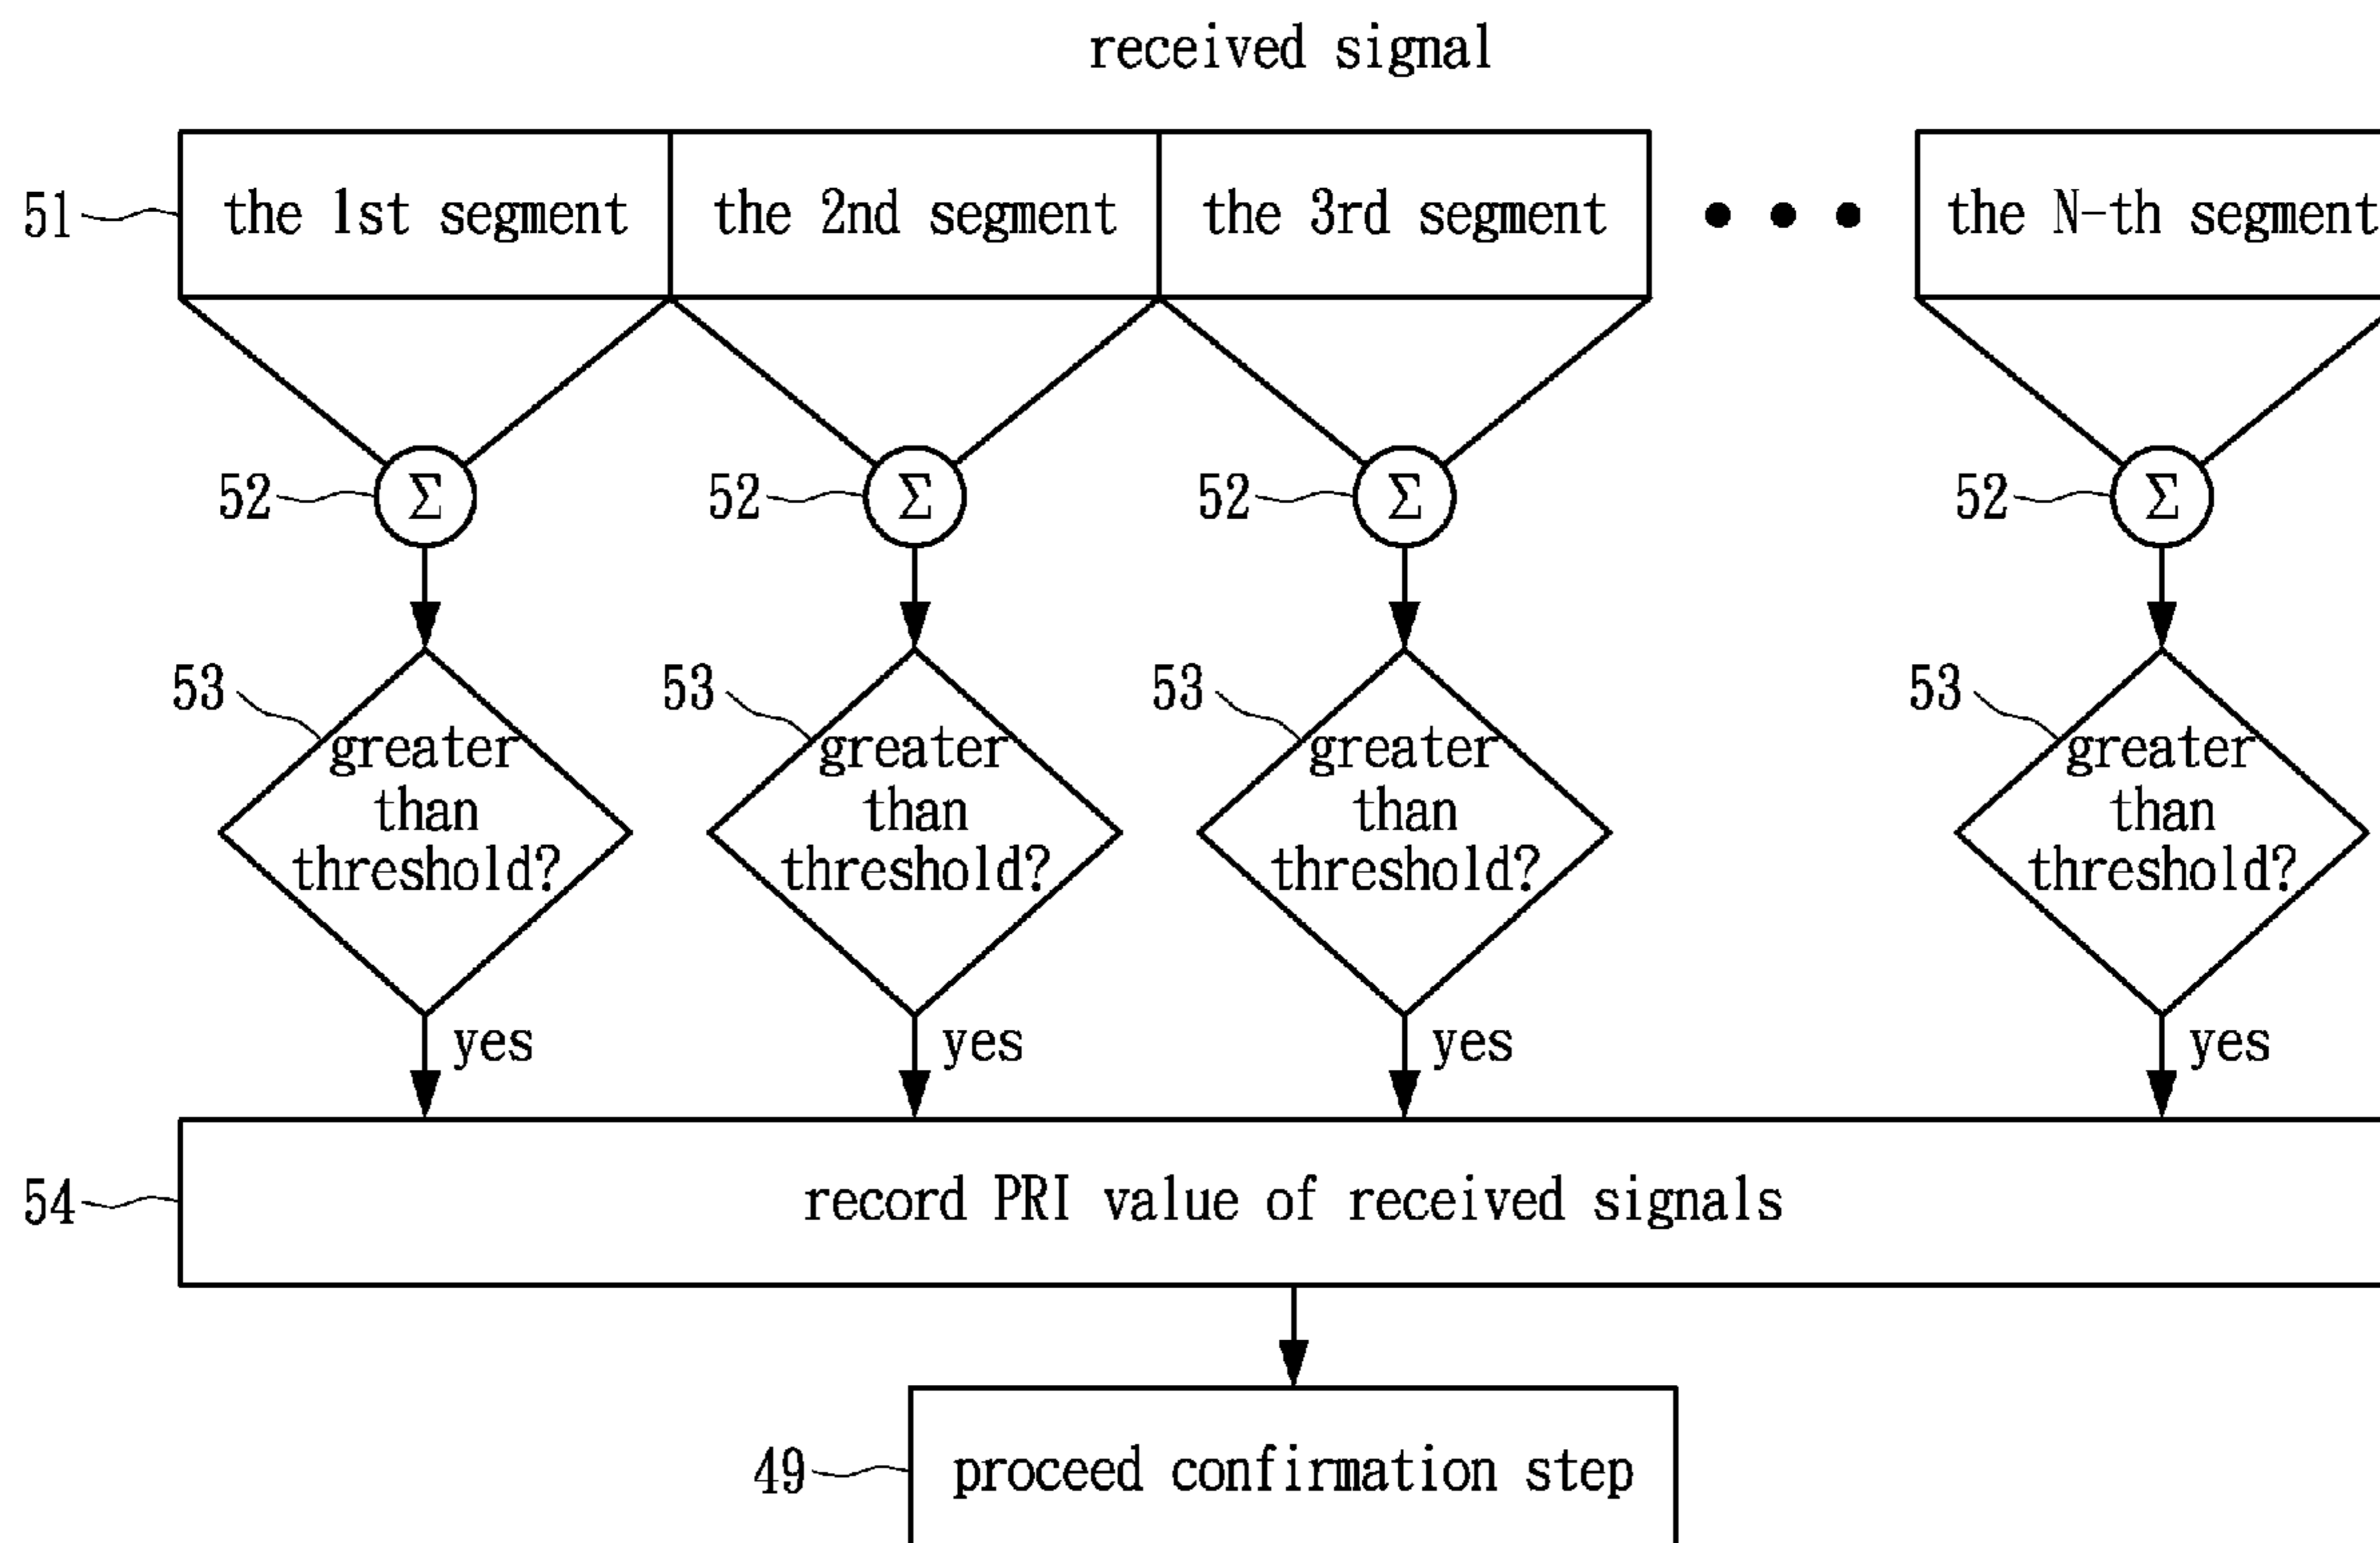 received signal
51 the 1st segment the 2nd segment the 3rd segment • • • the N-th segment
52 Σ 52 Σ 52 Σ 52 Σ
53 53 53 53
greater greater greater greater
than than than than
threshold? threshold? threshold? threshold?
yes yes yes yes
54 record PRI value of received signals
49 proceed confirmation step